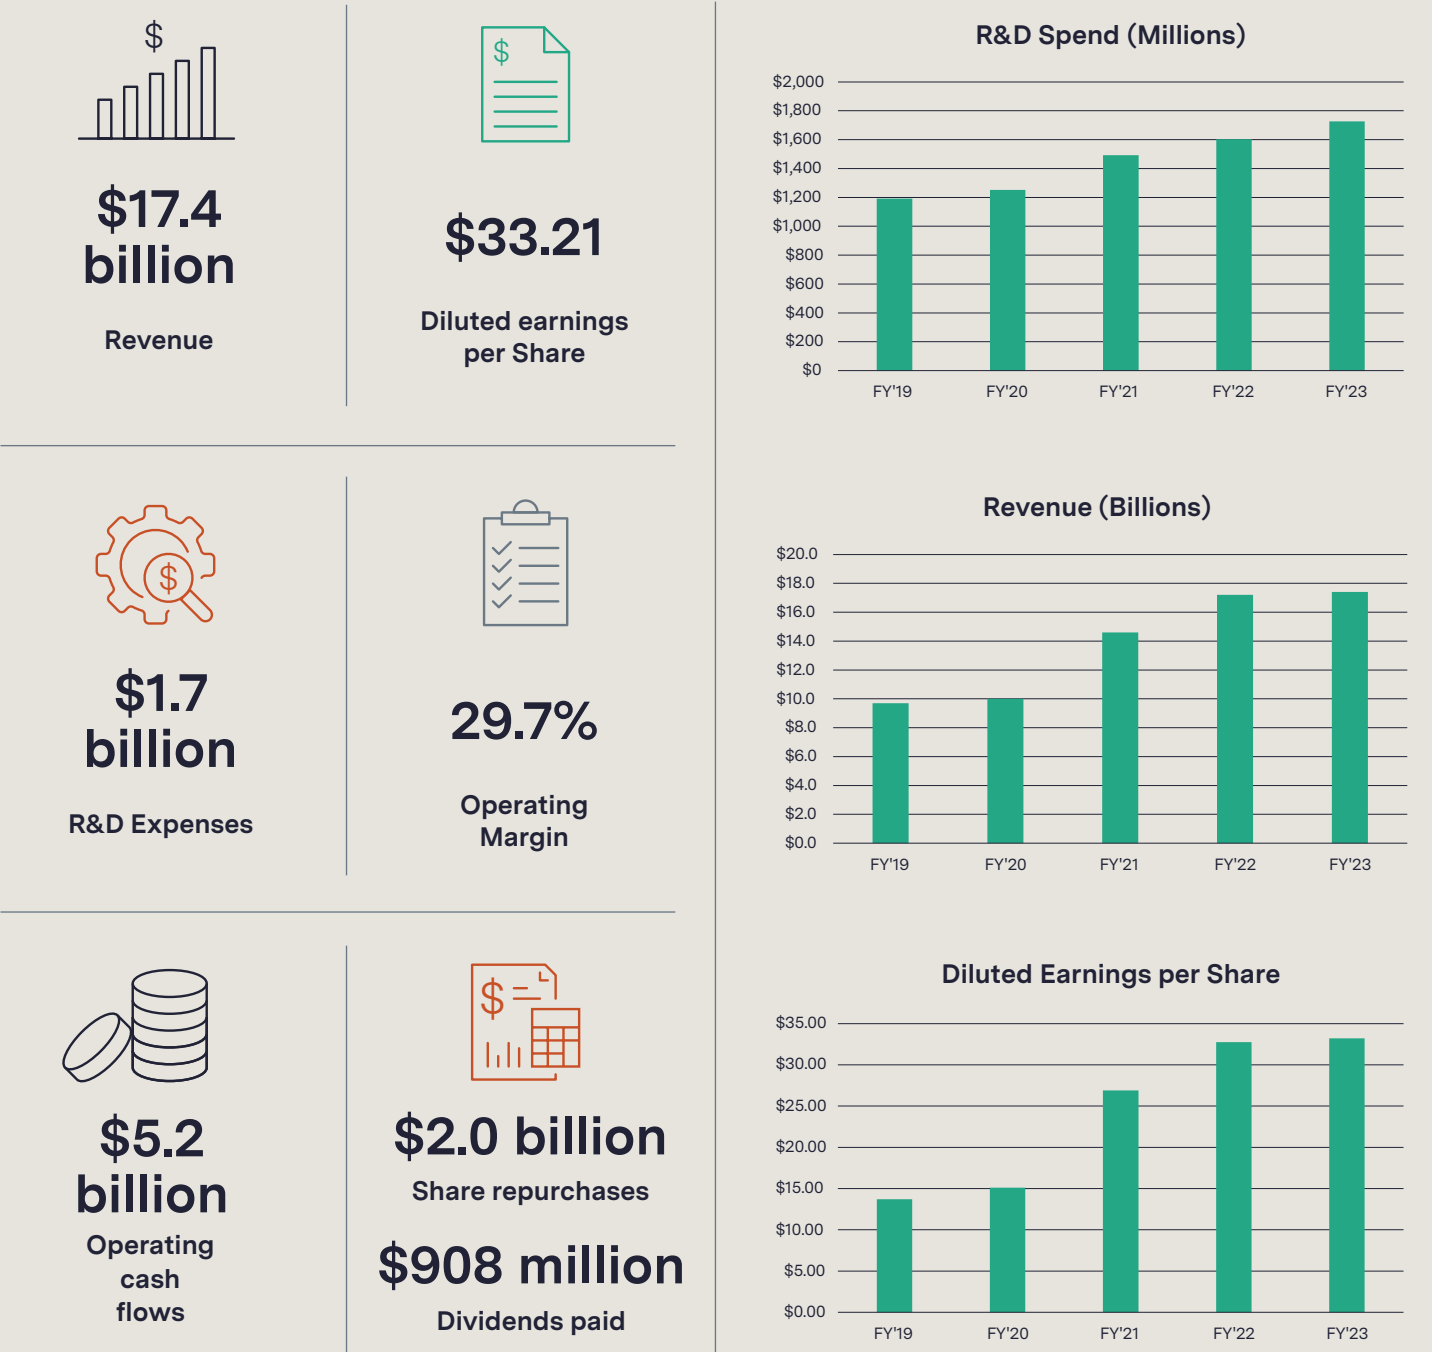 $
$17.4
billion
Revenue
$
$33.21
Diluted earnings
per Share
$
$1.7
billion
R&D Expenses
29.7%
Operating
Margin
$5.2
billion
Operating
cash
flows
$
$2.0 billion
Share repurchases
$908 million
Dividends paid
R&D Spend (Millions)
$2,000
$1,800
$1,600
$1,400
$1,200
$1,000
$800
$600
$400
$200
$0
FY'19 FY'20 FY'21 FY'22 FY'23
Revenue (Billions)
$20.0
$18.0
$16.0
$14.0
$12.0
$10.0
$8.0
$6.0
$4.0
$2.0
$0.0
FY'19 FY'20 FY'21 FY'22 FY'23
Diluted Earnings per Share
$35.00
$30.00
$25.00
$20.00
$15.00
$10.00
$5.00
$0.00
FY'19 FY'20 FY'21 FY'22 FY'23